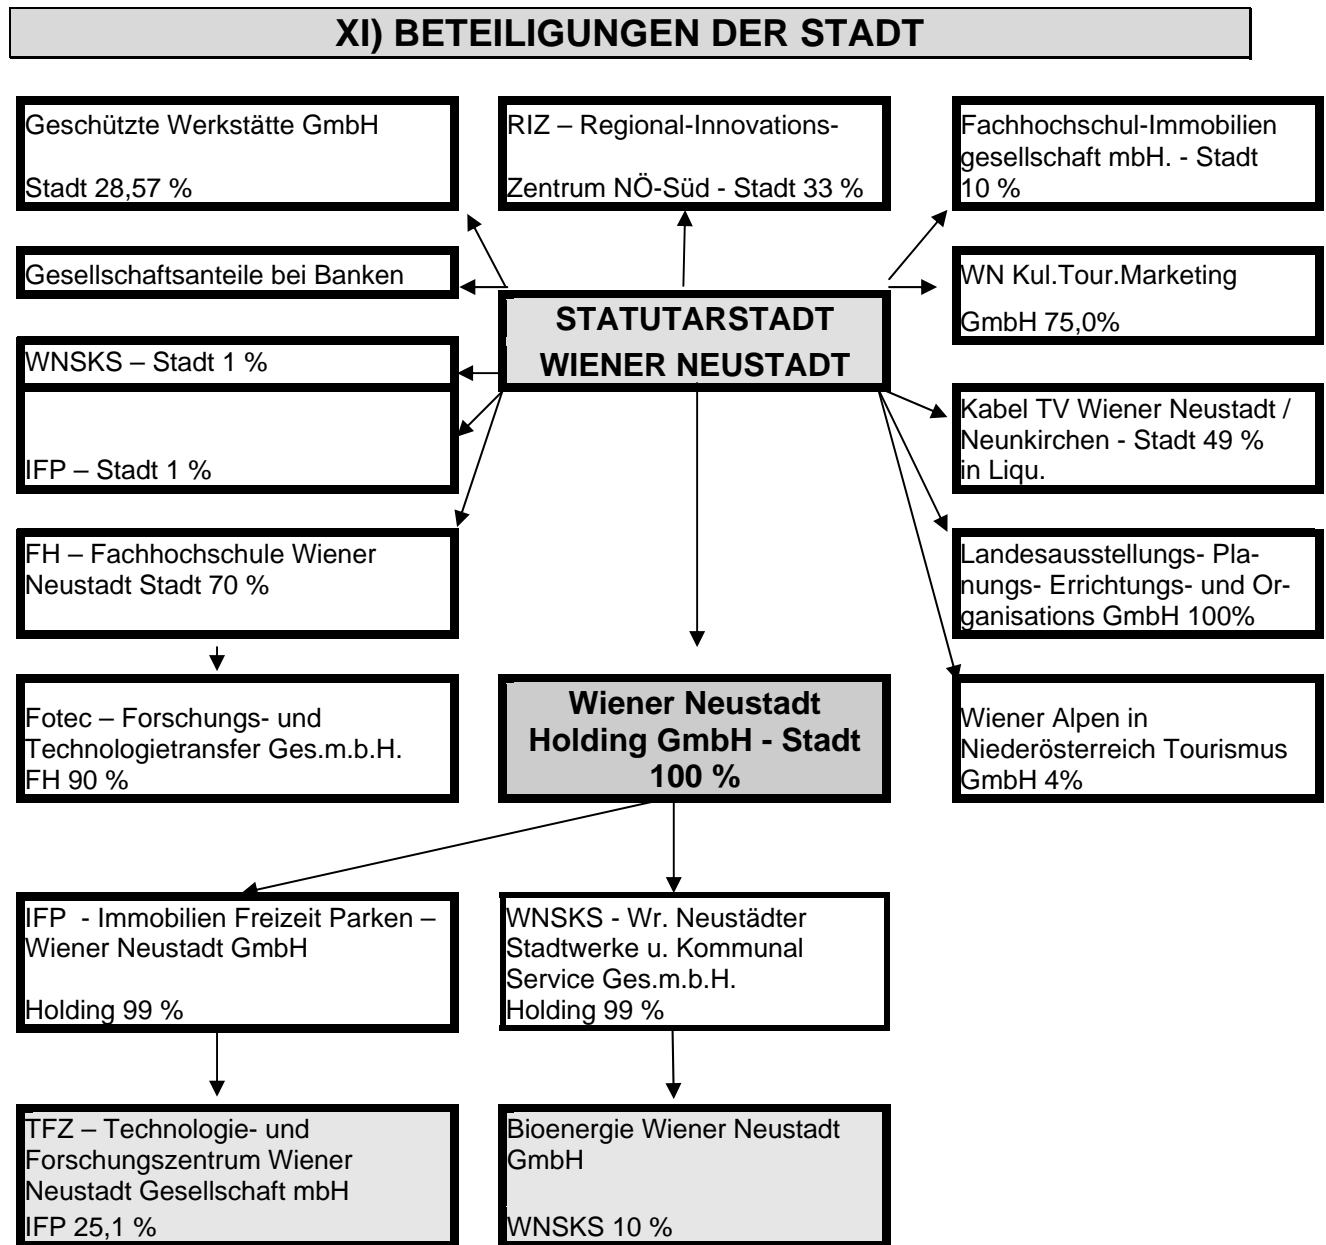 XI) BETEILIGUNGEN DER STADT
Geschützte Werkstätte GmbH
Stadt 28,57 %
RIZ – Regional-Innovations-
Zentrum NÖ-Süd - Stadt 33 %
Fachhochschul-Immobilien
gesellschaft mbH. - Stadt
10 %
Gesellschaftsanteile bei Banken
STATUTARSTADT
WIENER NEUSTADT
WN Kul.Tour.Marketing
GmbH 75,0%
WNSKS – Stadt 1 %
IFP – Stadt 1 %
Kabel TV Wiener Neustadt /
Neunkirchen - Stadt 49 %
in Liqu.
FH – Fachhochschule Wiener
Neustadt Stadt 70 %
Landesausstellungs- Pla-
nungs- Errichtungs- und Or-
ganisations GmbH 100%
Fotec – Forschungs- und
Technologietransfer Ges.m.b.H.
FH 90 %
Wiener Neustadt
Holding GmbH - Stadt
100 %
Wiener Alpen in
Niederösterreich Tourismus
GmbH 4%
IFP - Immobilien Freizeit Parken –
Wiener Neustadt GmbH
Holding 99 %
WNSKS - Wr. Neustädter
Stadtwerke u. Kommunal
Service Ges.m.b.H.
Holding 99 %
TFZ – Technologie- und
Forschungszentrum Wiener
Neustadt Gesellschaft mbH
IFP 25,1 %
Bioenergie Wiener Neustadt
GmbH
WNSKS 10 %